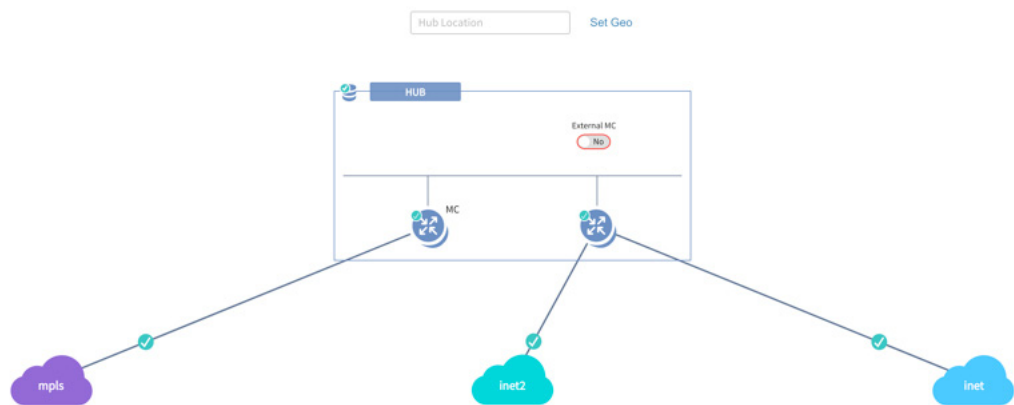 Hub Location
Set Geo
HUB
External MC
No
MC
mpls
inet2
inet